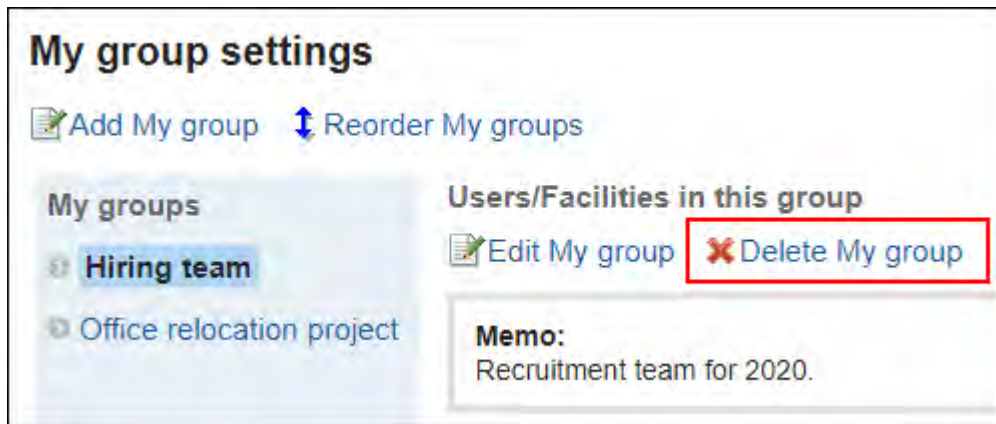 My group settings
Add My group Reorder My groups
My groups
Hiring team
Office relocation project
Users/Facilities in this group
Edit My group Delete My group
Memo:
Recruitment team for 2020.